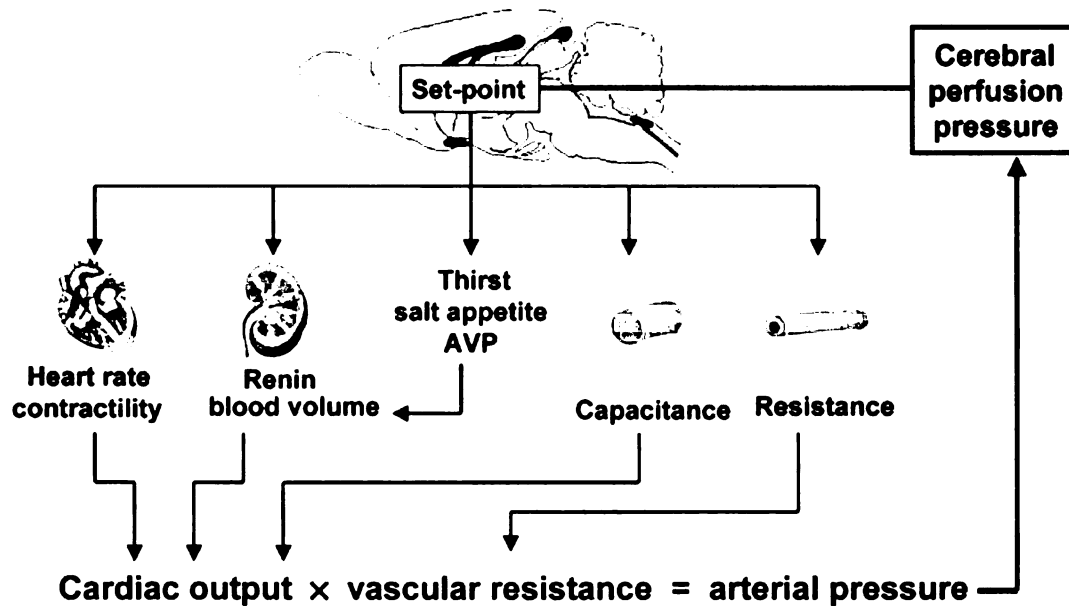 Set-point
Cerebral
perfusion
pressure
Thirst
salt appetite
AVP
Heart rate
contractility
Renin
blood volume
Capacitance
Resistance
Cardiac output × vascular resistance = arterial pressure